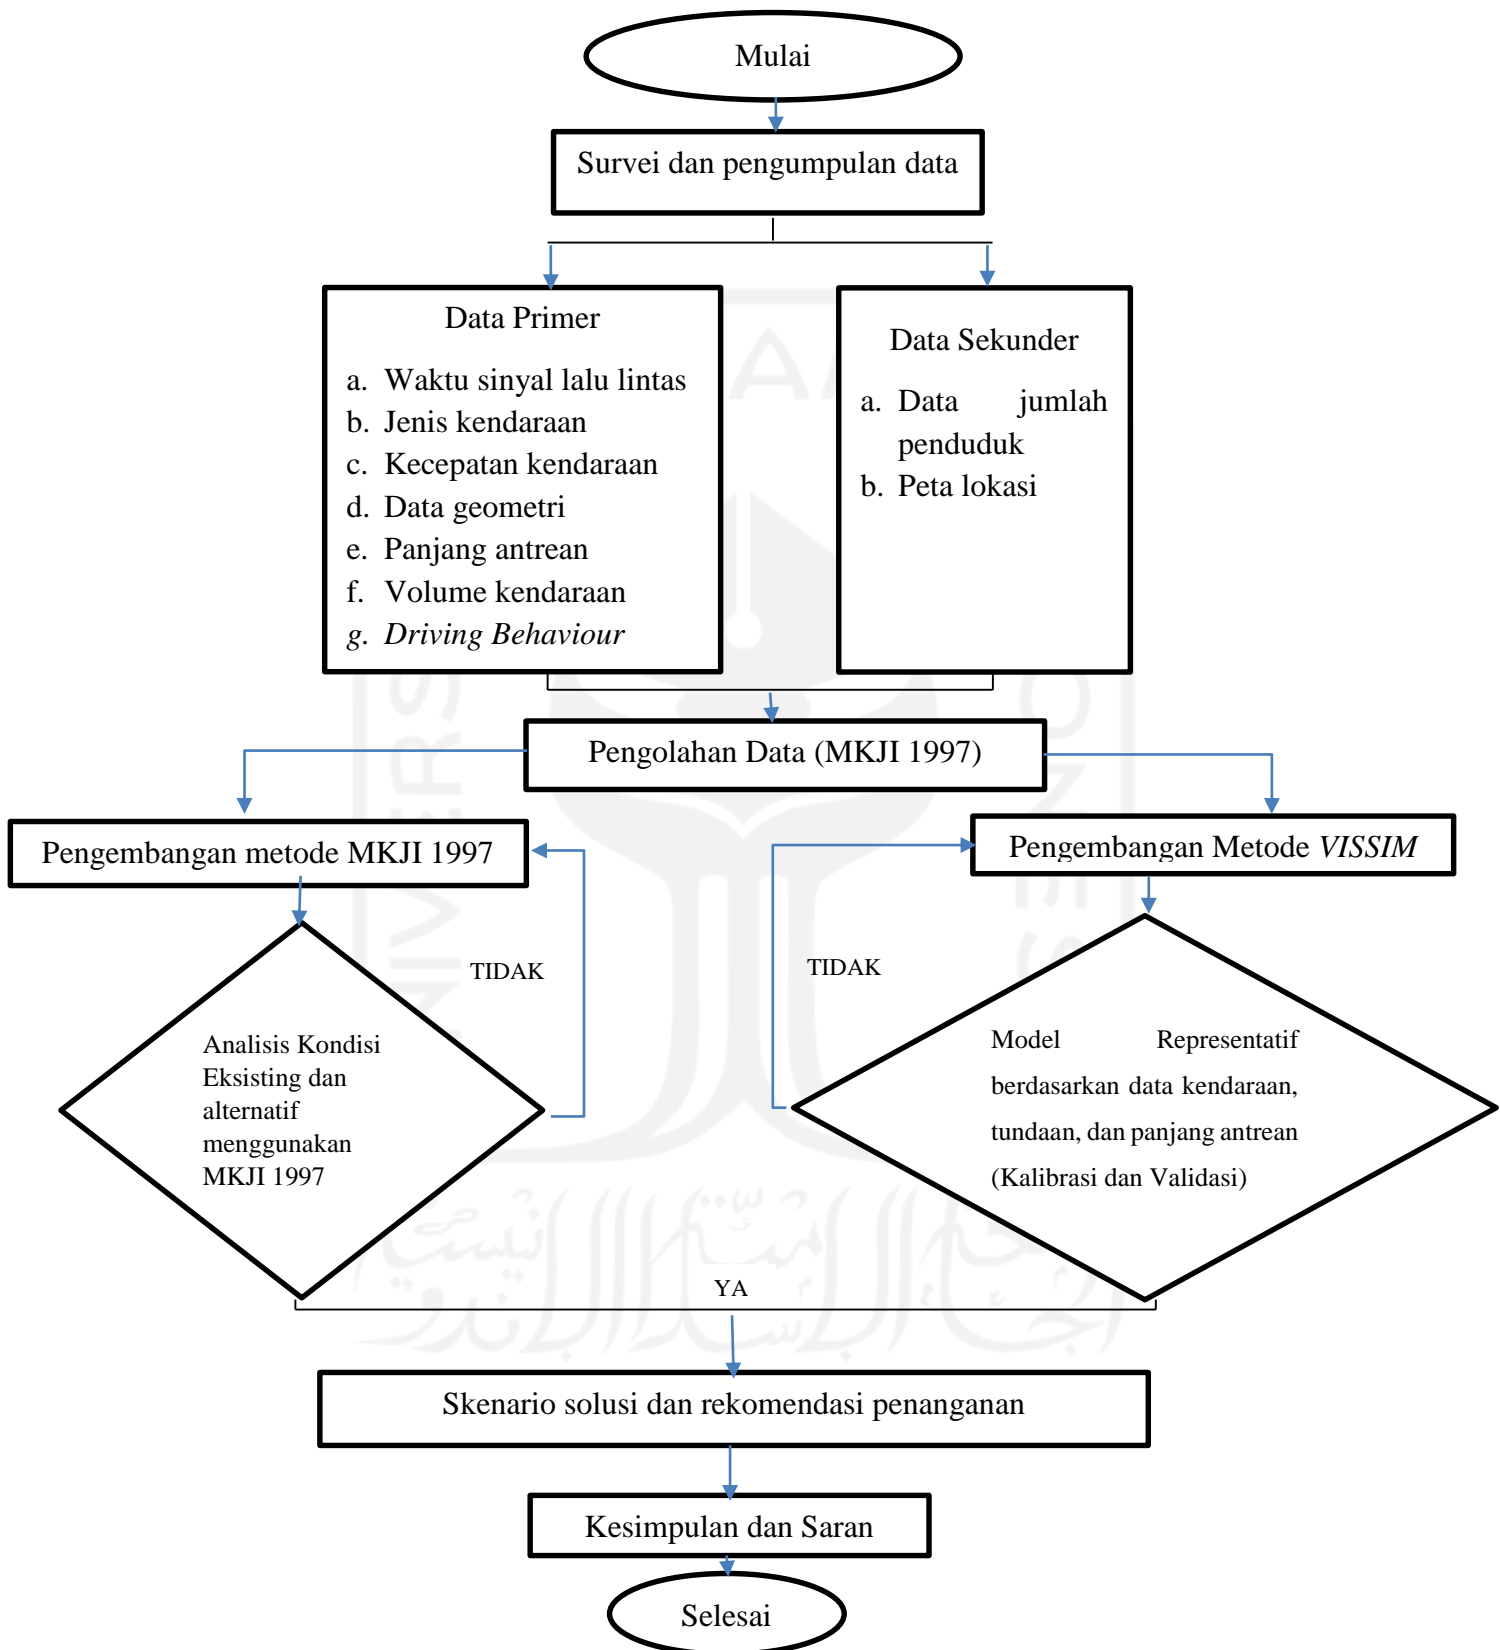 Mulai
Survei dan pengumpulan data
Data Primer
a. Waktu sinyal lalu lintas
b. Jenis kendaraan
c. Kecepatan kendaraan
d. Data geometri
e. Panjang antrean
f. Volume kendaraan
g. Driving Behaviour
Data Sekunder
a. Data jumlah
penduduk
b. Peta lokasi
Pengolahan Data (MKJI 1997)
Pengembangan metode MKJI 1997
Pengembangan Metode VISSIM
TIDAK
TIDAK
Analisis Kondisi
Eksisting dan
alternatif
menggunakan
MKJI 1997
Model Representatif
berdasarkan data kendaraan,
tundaan, dan panjang antrean
(Kalibrasi dan Validasi)
YA
Skenario solusi dan rekomendasi penanganan
Kesimpulan dan Saran
Selesai